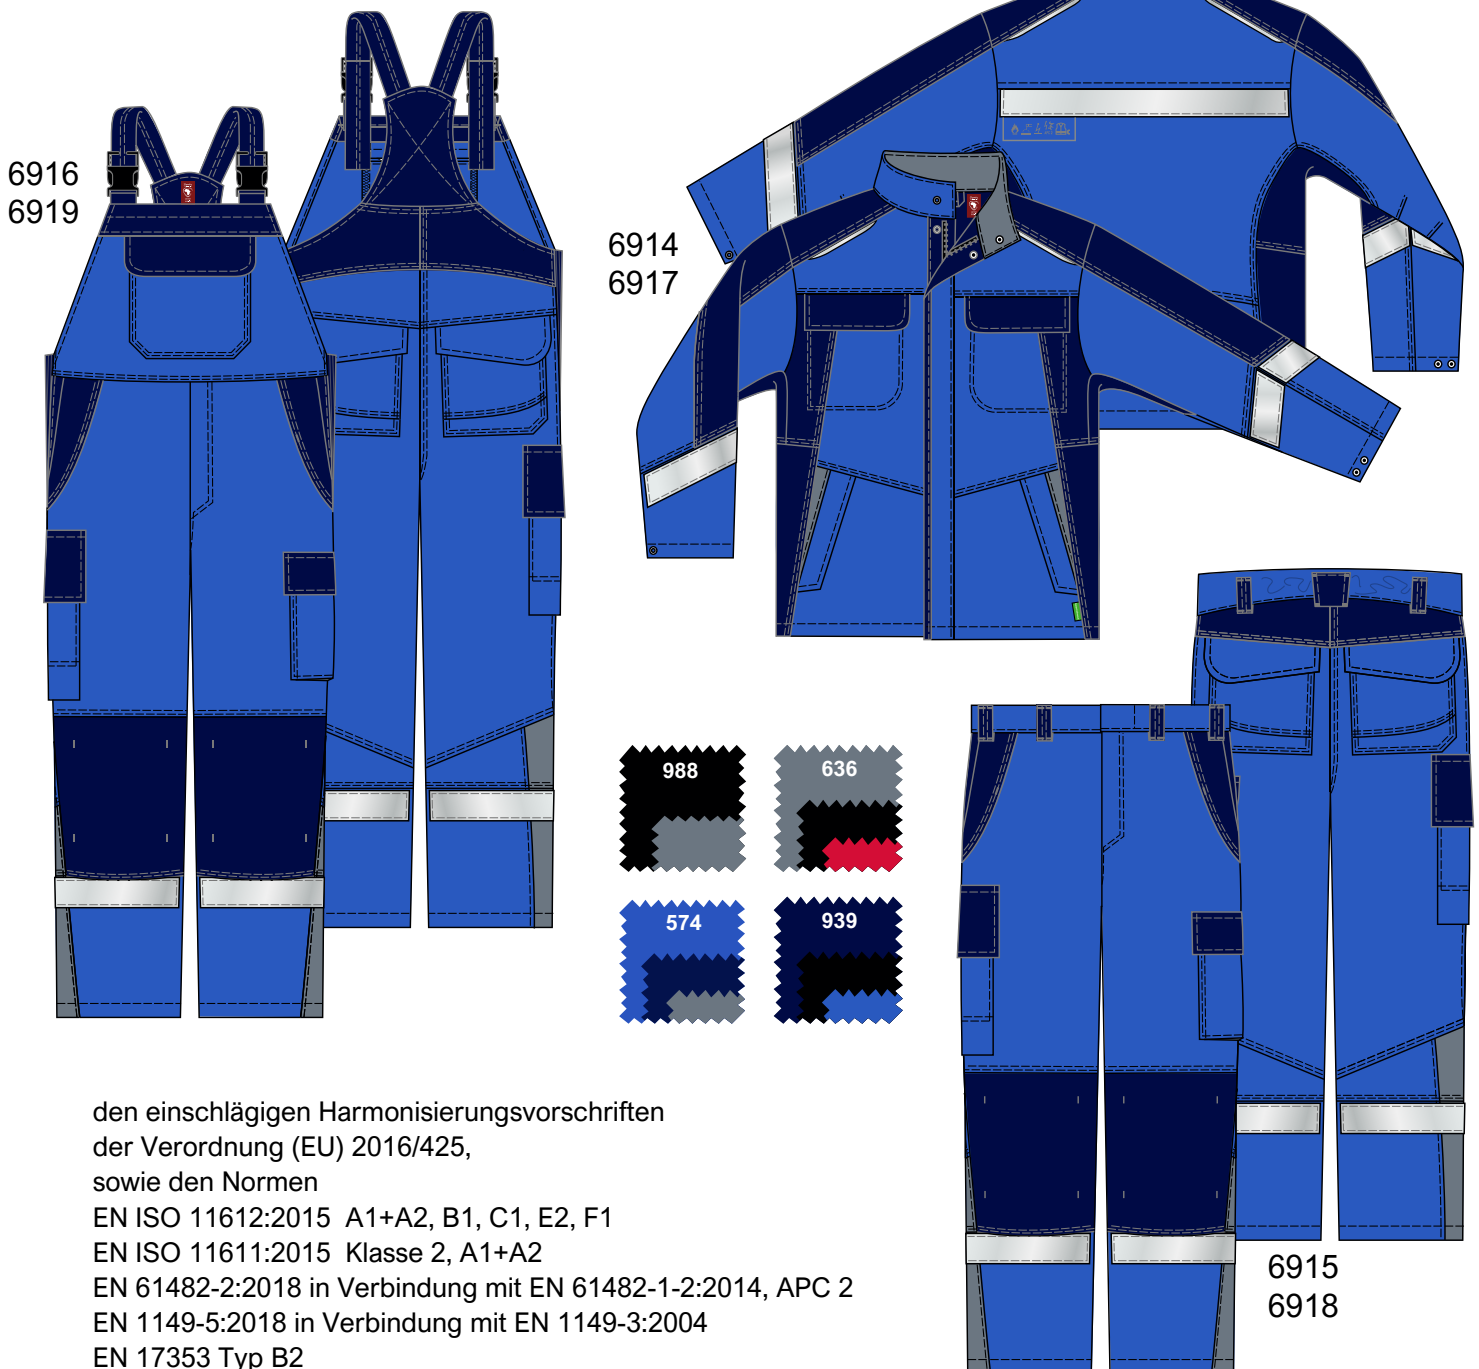 6916
6919
6914
6917
988
636
574
939
6915
6918
den einschlägigen Harmonisierungsvorschriften
der Verordnung (EU) 2016/425,
sowie den Normen
EN ISO 11612:2015 A1+A2, B1, C1, E2, F1
EN ISO 11611:2015 Klasse 2, A1+A2
EN 61482-2:2018 in Verbindung mit EN 61482-1-2:2014, APC 2
EN 1149-5:2018 in Verbindung mit EN 1149-3:2004
EN 17353 Typ B2